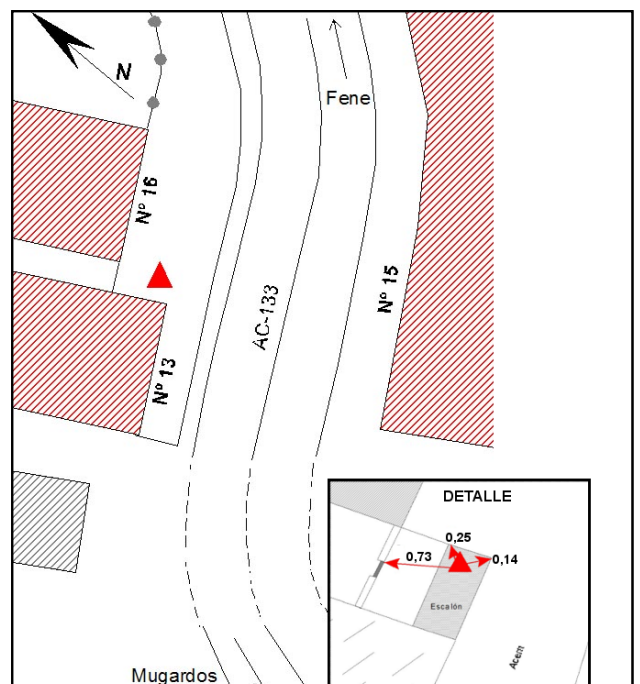 N
Fene
Nº 16
Nº 15
AC-133
Nº 13
DETALLE
0,25
0,73
0,14
Escalón
Acera
Mugardos